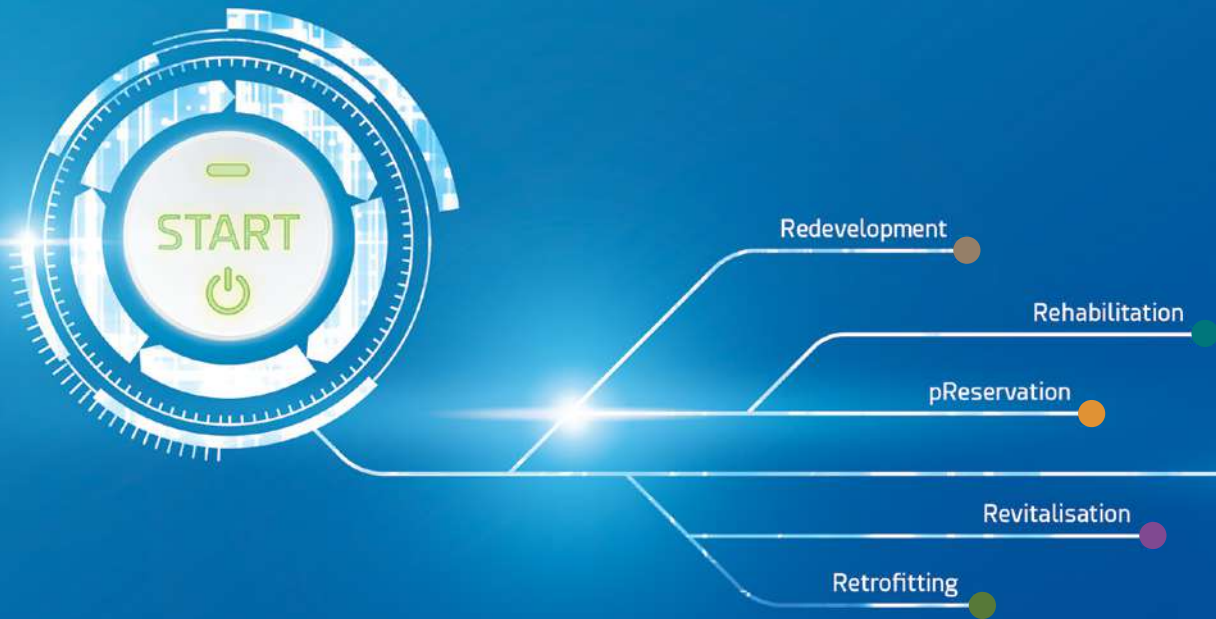 START
Redevelopment
Rehabilitation
pReservation
Revitalisation
Retrofitting